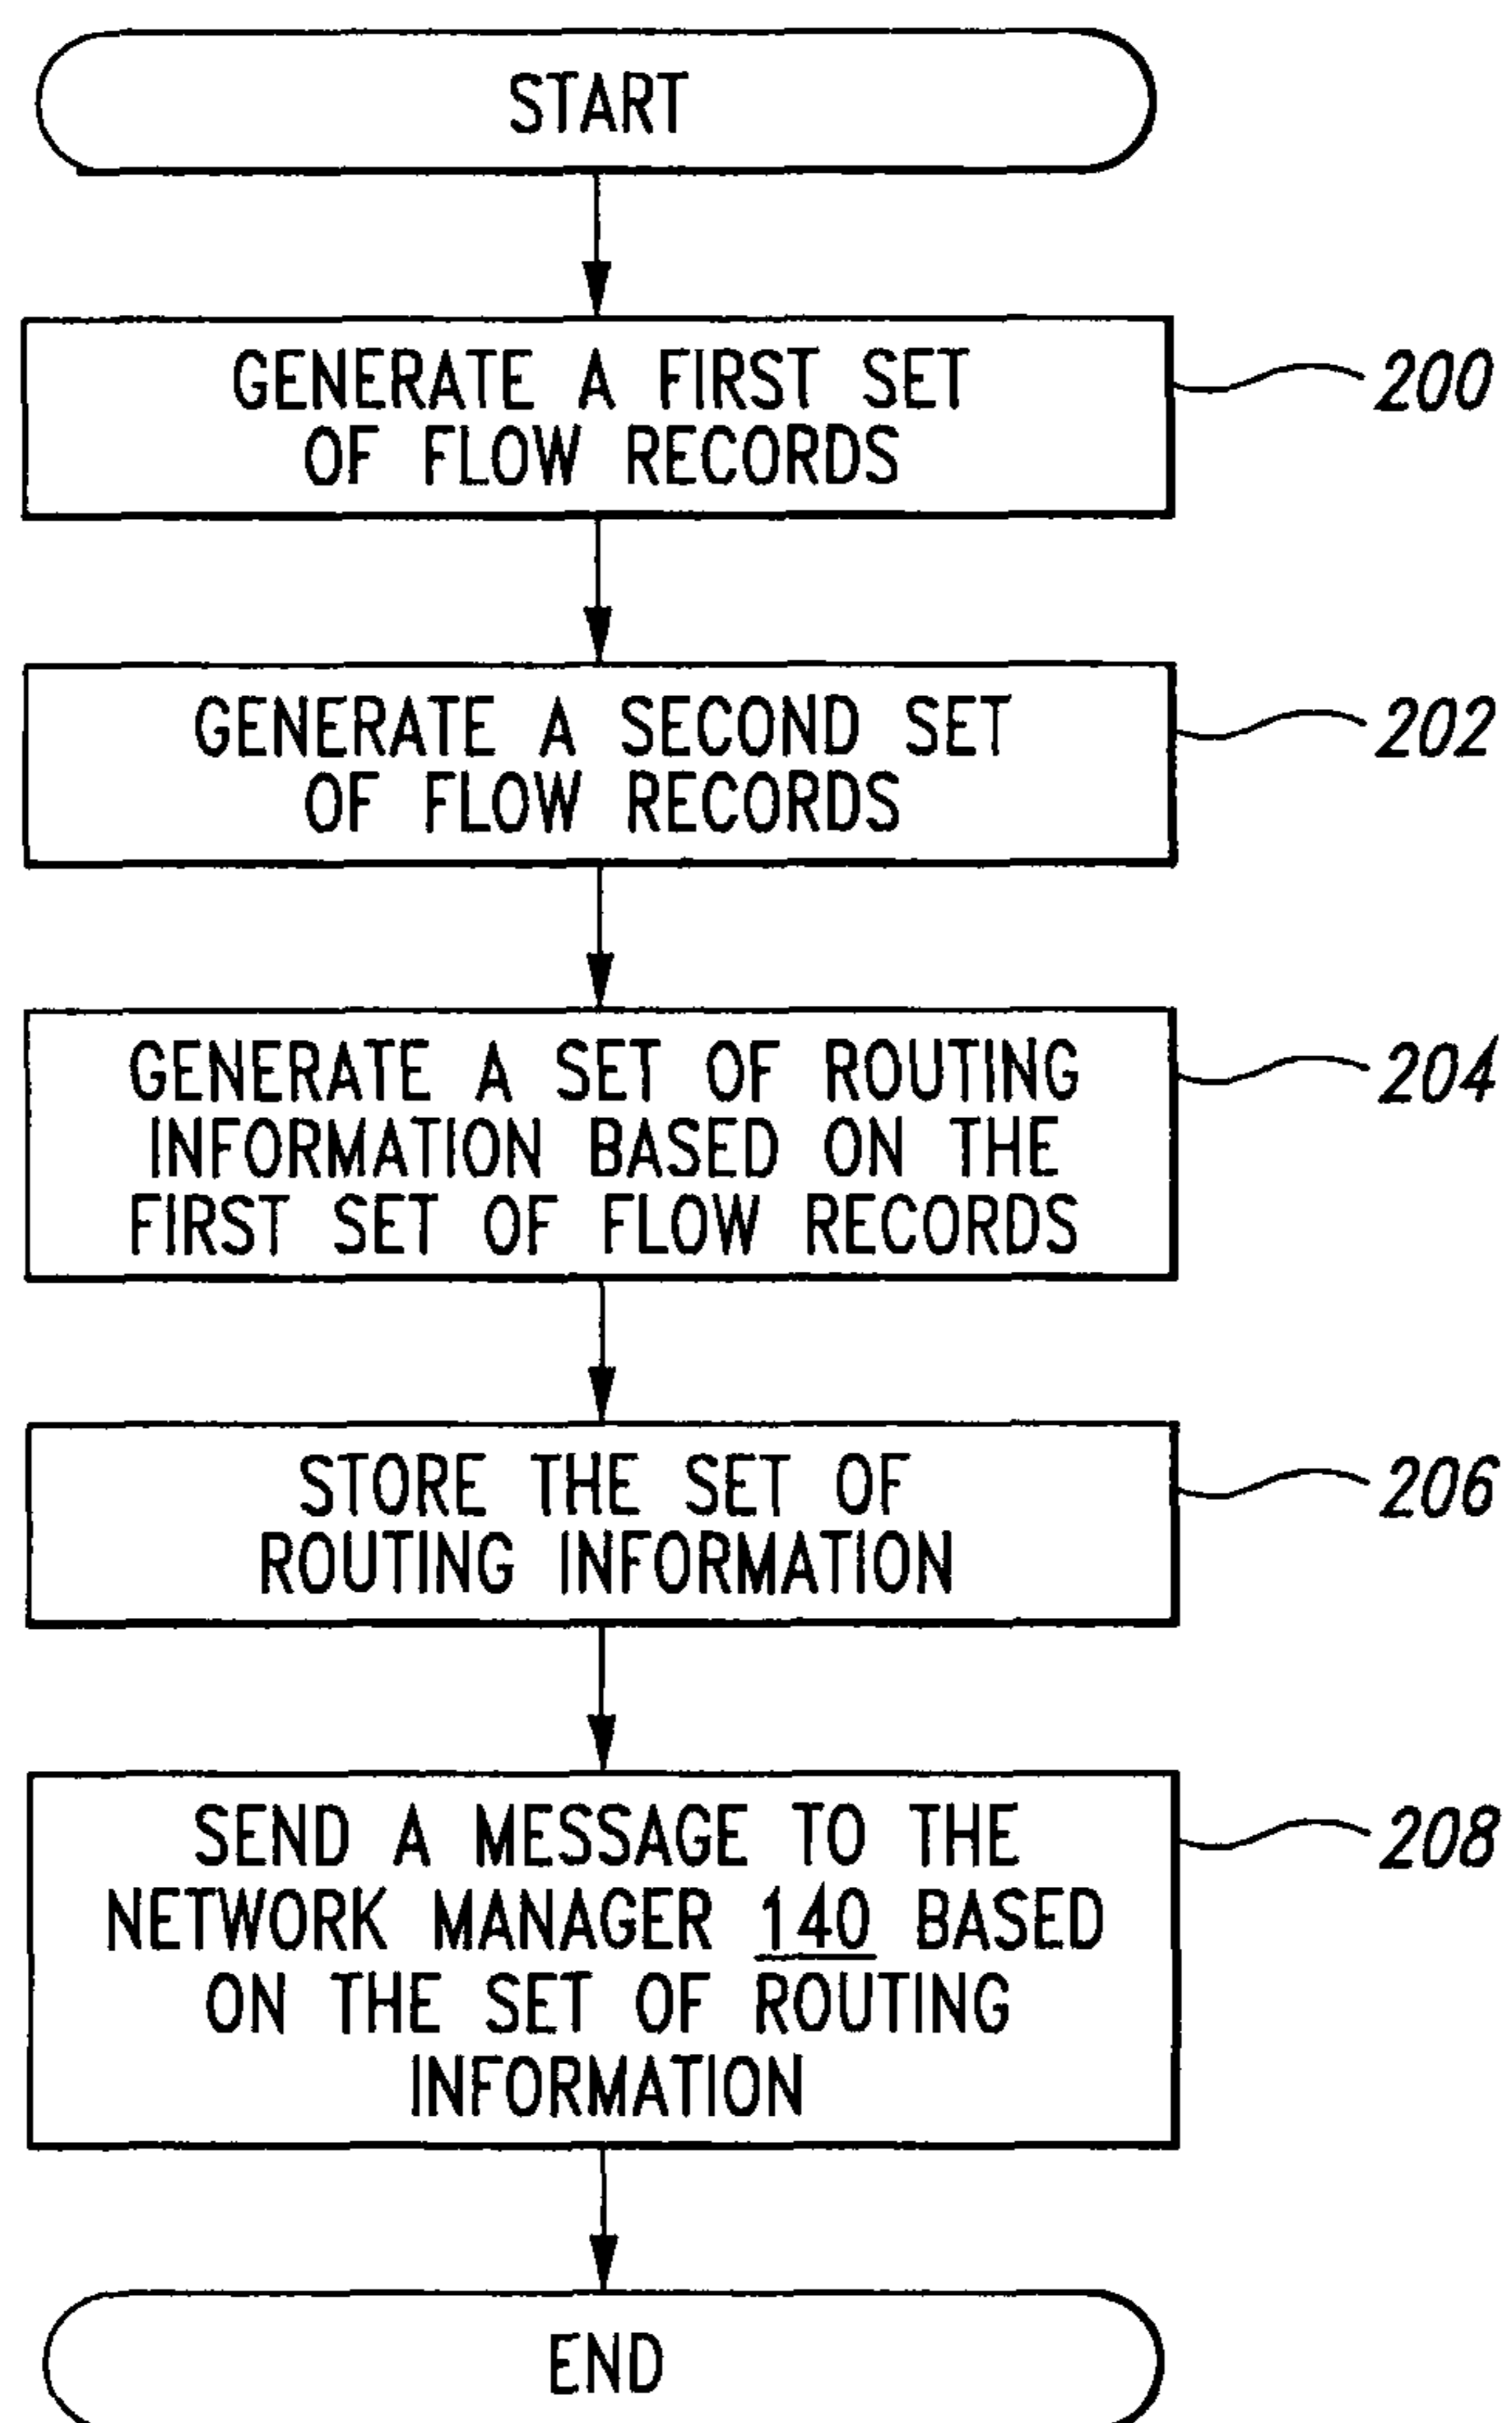 START
GENERATE A FIRST SET
OF FLOW RECORDS
200
GENERATE A SECOND SET
OF FLOW RECORDS
202
GENERATE A SET OF ROUTING
INFORMATION BASED ON THE
FIRST SET OF FLOW RECORDS
204
STORE THE SET OF
ROUTING INFORMATION
206
SEND A MESSAGE TO THE
NETWORK MANAGER 140 BASED
ON THE SET OF ROUTING
INFORMATION
208
END